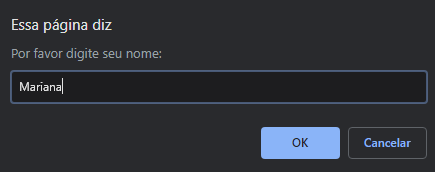 Essa página diz
Por favor digite seu nome:
Mariana
OK Cancelar